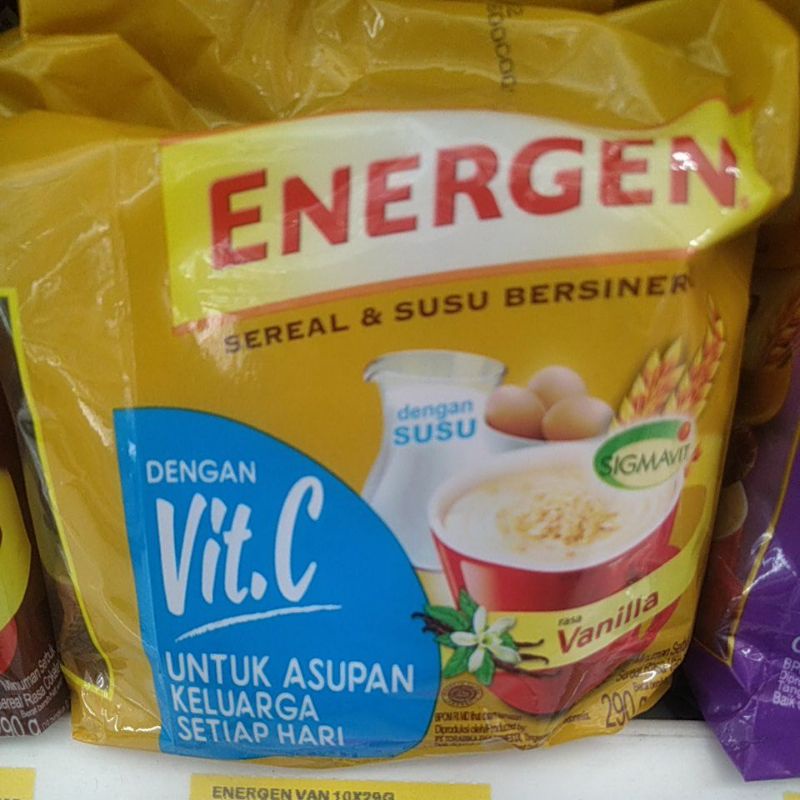 ENERGEN
SEREAL & SUSU BERSINER
dengan
SUSU
SIGMAVIT
DENGAN
Vit.C
UNTUK ASUPAN
KELUARGA
SETIAP HARI
rasa
Vanilla
290 g
ENERGEN VAN 10X29G